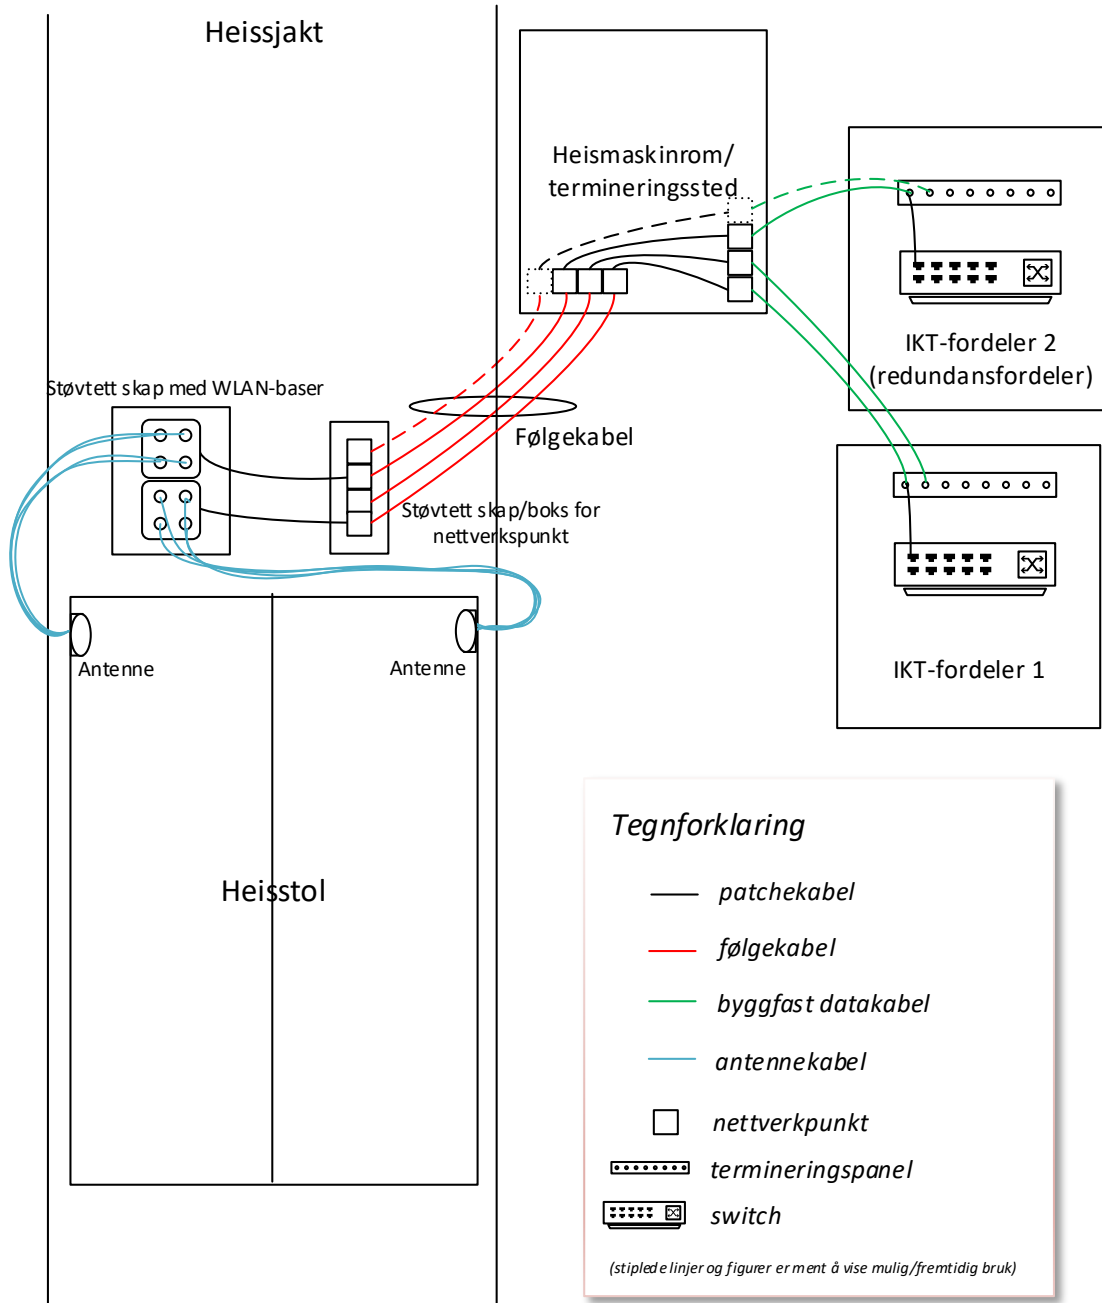 Heissjakt
Heismaskinrom/
termineringssted
IKT-fordeler 2
(redundansfordeler)
Støvtett skap med WLAN-baser
Følgekabel
Støvtett skap/boks for
nettverkspunkt
IKT-fordeler 1
Antenne
Antenne
Heisstol
Tegnforklaring
patchekabel
følgekabel
byggfast datakabel
antennekabel
nettverkpunkt
termineringspanel
switch
(stiplede linjer og figurer er ment å vise mulig/fremtidig bruk)